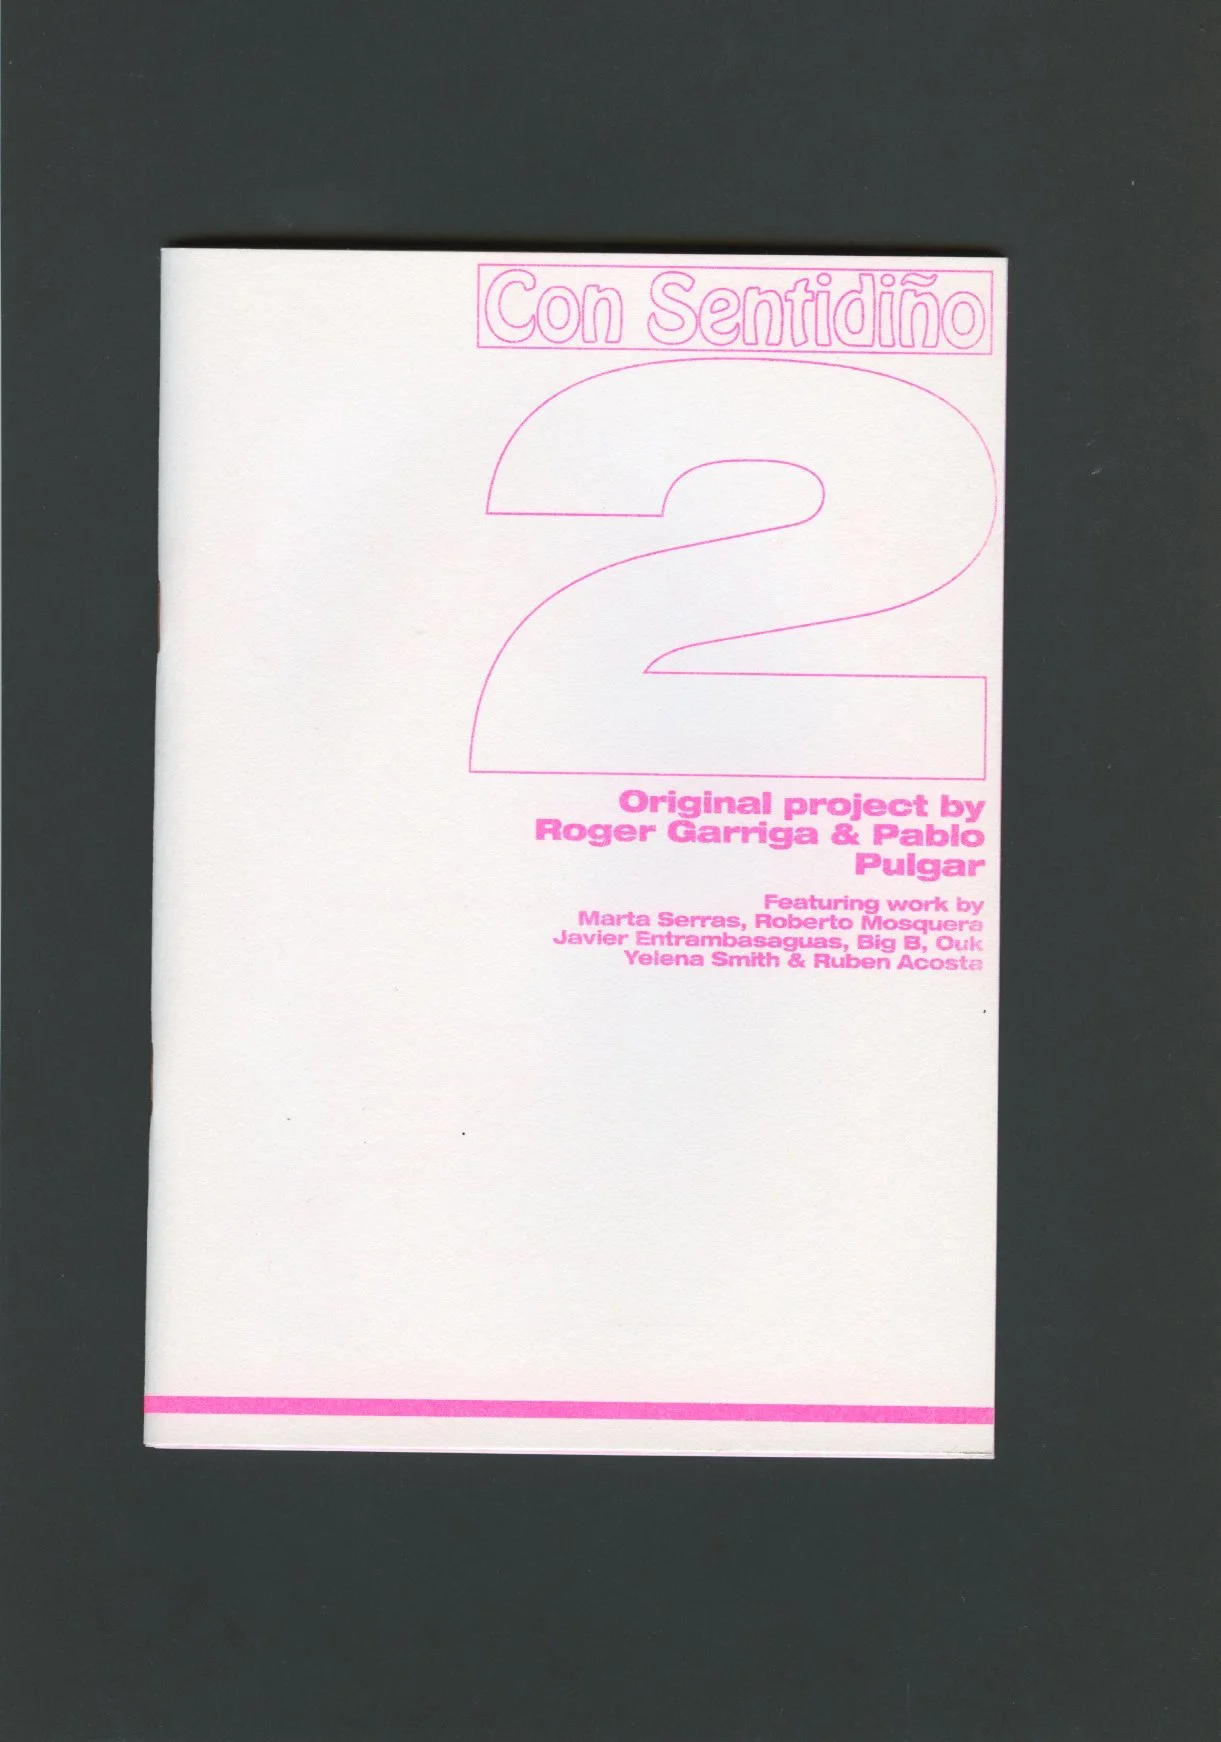 Con Sentidiño
2
Original project by
Roger Garriga & Pablo
Pulgar
Featuring work by
Marta Serras, Roberto Mosquera
Javier Entrambasaguas, Big B, Ouk
Yelena Smith & Ruben Acosta